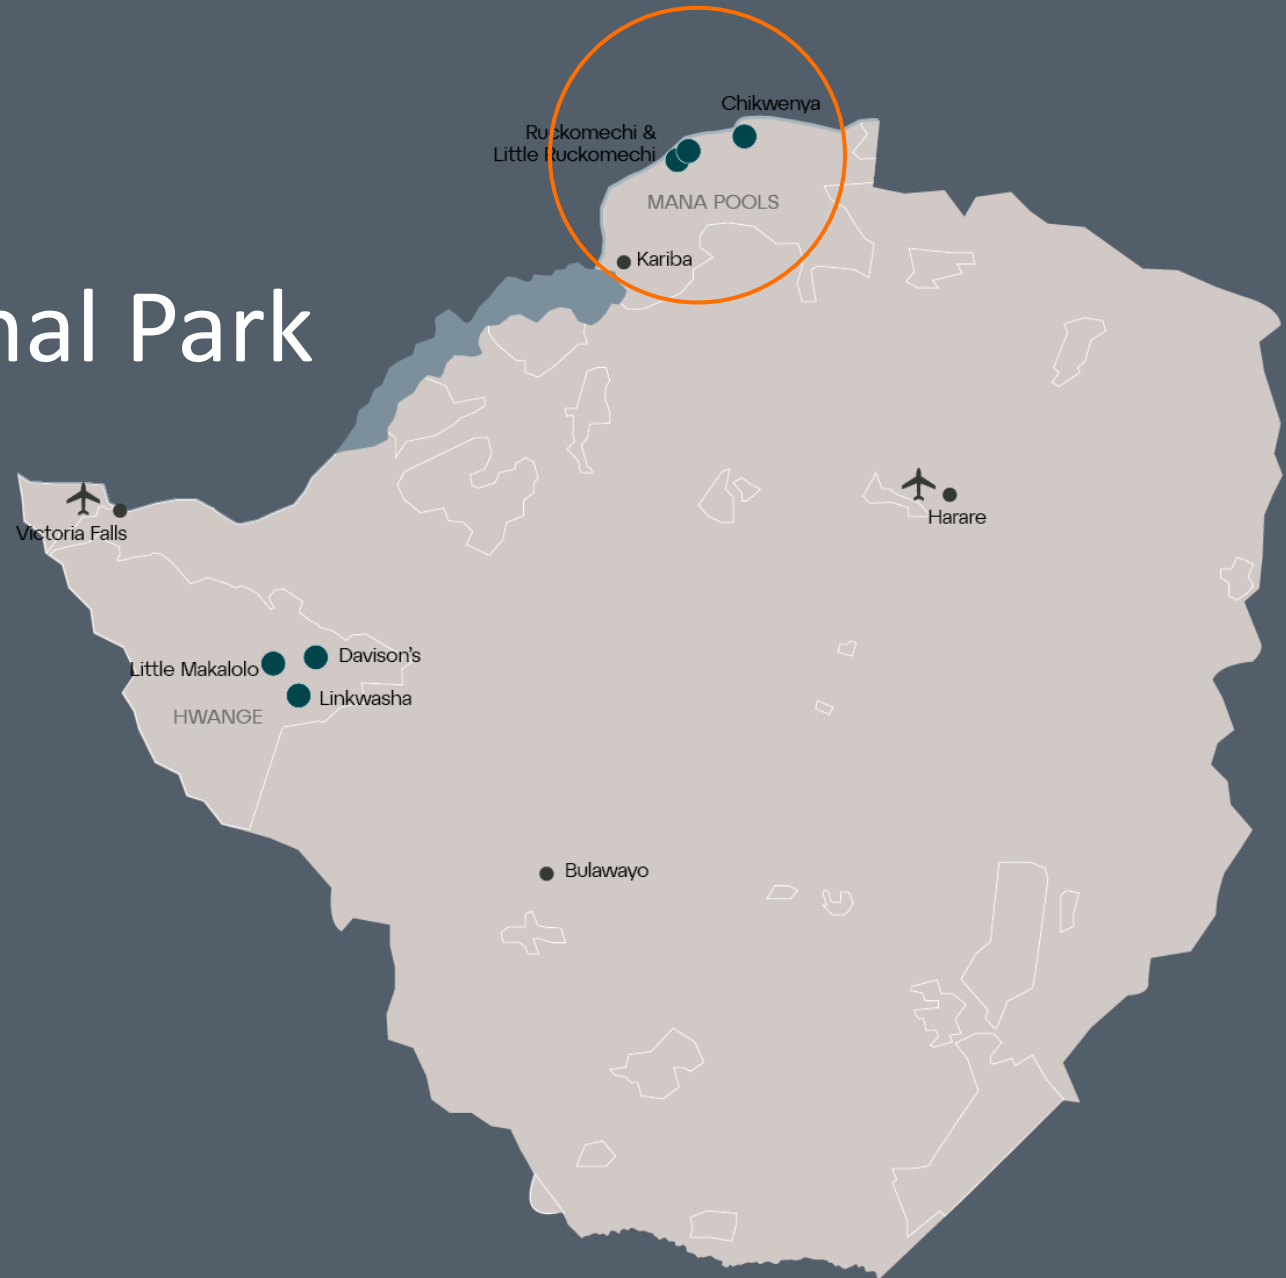 Chikwenya
Ruckomechi &
Little Ruckomechi
MANA POOLS
Kariba
nal Park
Victoria Falls
Harare
Davison's
Little Makalolo
Linkwasha
HWANGE
Bulawayo